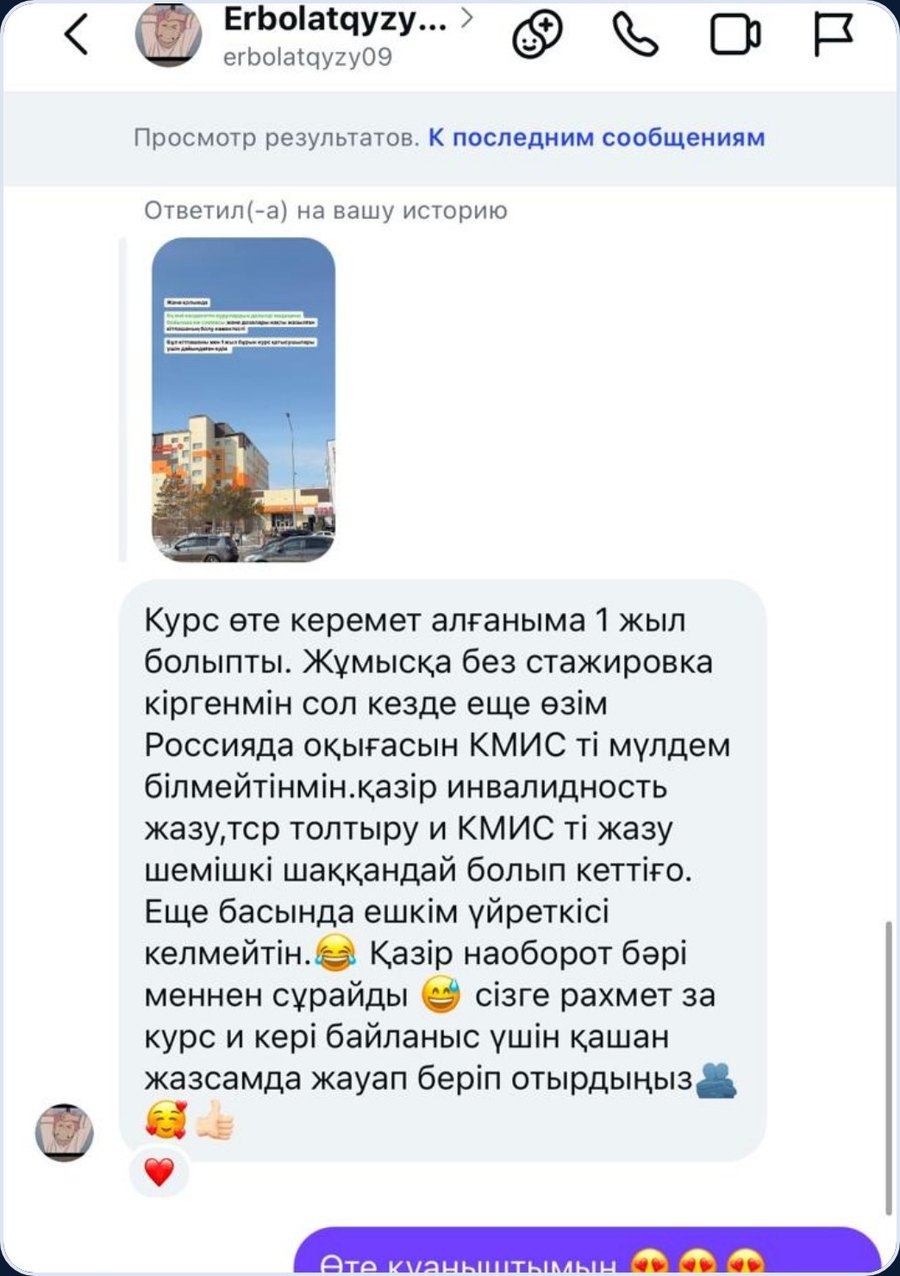 Erbolatqyzy...
erbolatqyzy09
Просмотр результатов. К последним сообщениям
Ответил(-а) на вашу историю
Және қолымда
Курс өте керемет алғаныма 1 жыл
болыпты. Жұмысқа без стажировка
кіргенмін сол кезде еще өзім
Россияда оқығасын КМИС ті мүлдем
білмейтінмін.қазір инвалидность
жазу,тср толтыру и КМИС ті жазу
шемішкі шаққандай болып кеттіғо.
Еще басында ешкім үйреткісі
келмейтін.😂 Қазір наоборот бәрі
меннен сұрайды 😅 сізге рахмет за
курс и кері байланыс үшін қашан
жазсамда жауап беріп отырдыңыз🫂
🥰👍🏻
❤️
Өте қуаныштымын 😍😍😍